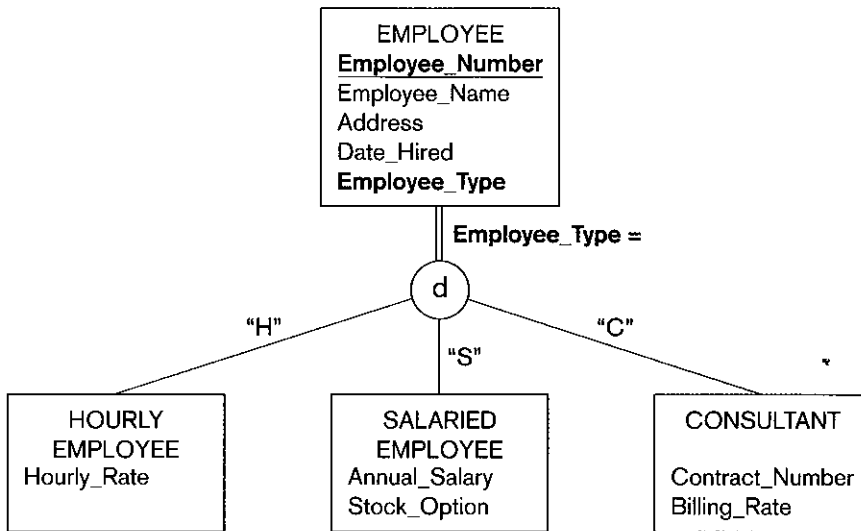 EMPLOYEE
Employee_Number
Employee_Name
Address
Date_Hired
Employee_Type
Employee_Type =
d
“H”
“S”
“C”
HOURLY
EMPLOYEE
Hourly_Rate
SALARIED
EMPLOYEE
Annual_Salary
Stock_Option
CONSULTANT
Contract_Number
Billing_Rate